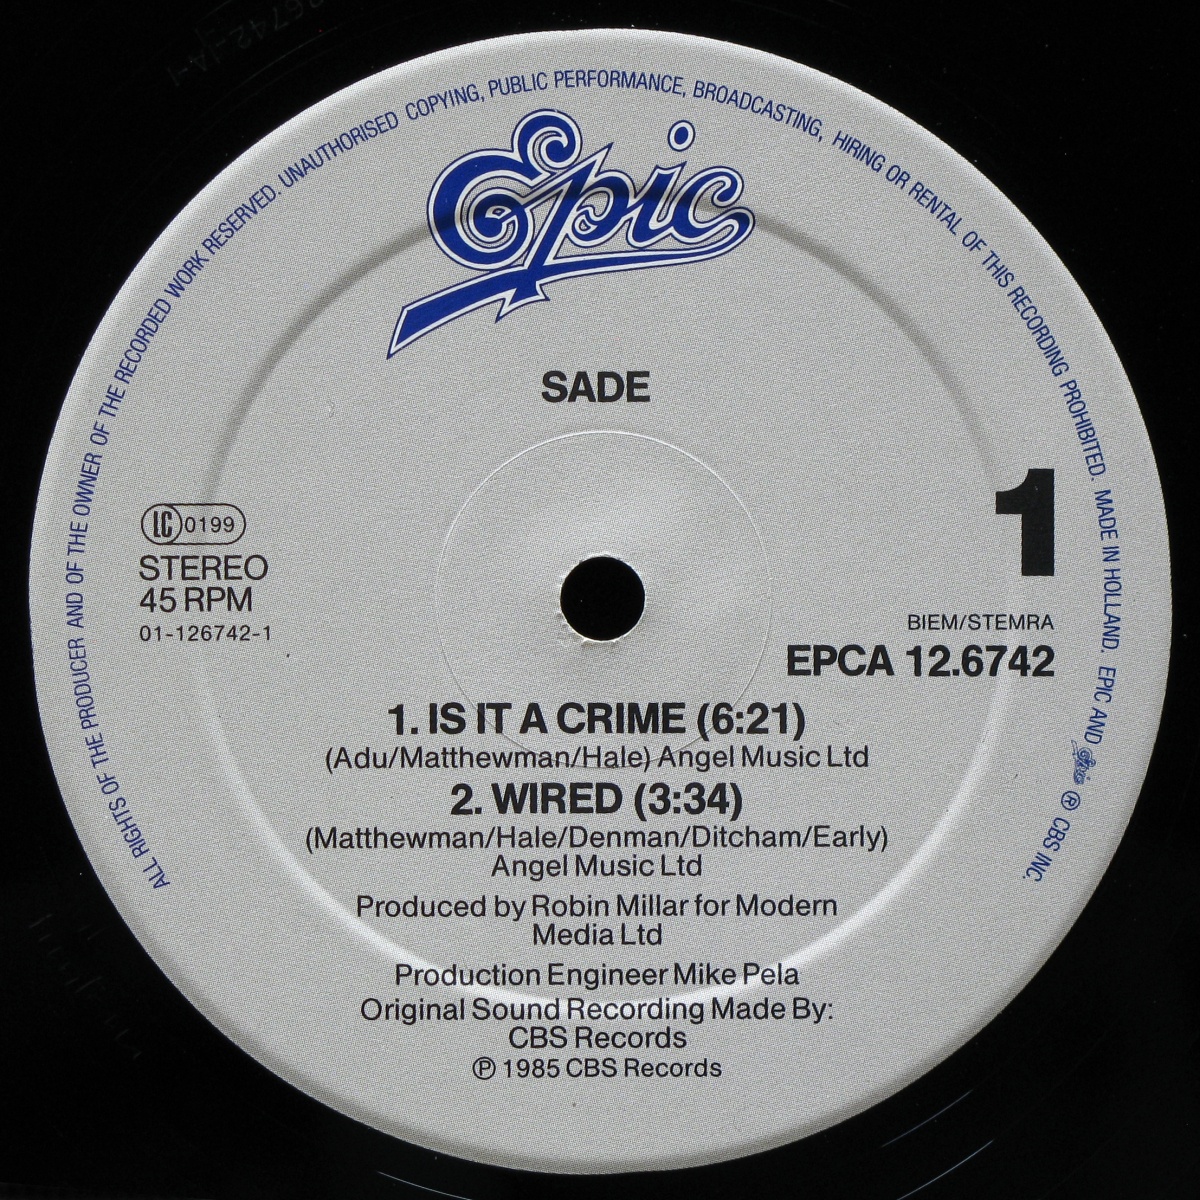 ALL RIGHTS OF THE PRODUCER AND OF THE OWNER OF THE RECORDED WORK RESERVED. UNAUTHORISED COPYING, PUBLIC PERFORMANCE, BROADCASTING, HIRING OR RENTAL OF THIS RECORDING PROHIBITED. MADE IN HOLLAND. EPIC AND Epic ® CBS INC.
Epic
SADE
1
LC 0199
STEREO
45 RPM
01-126742-1
BIEM/STEMRA
EPCA 12.6742
1. IS IT A CRIME (6:21)
(Adu/Matthewman/Hale) Angel Music Ltd
2. WIRED (3:34)
(Matthewman/Hale/Denman/Ditcham/Early)
Angel Music Ltd
Produced by Robin Millar for Modern
Media Ltd
Production Engineer Mike Pela
Original Sound Recording Made By:
CBS Records
℗ 1985 CBS Records